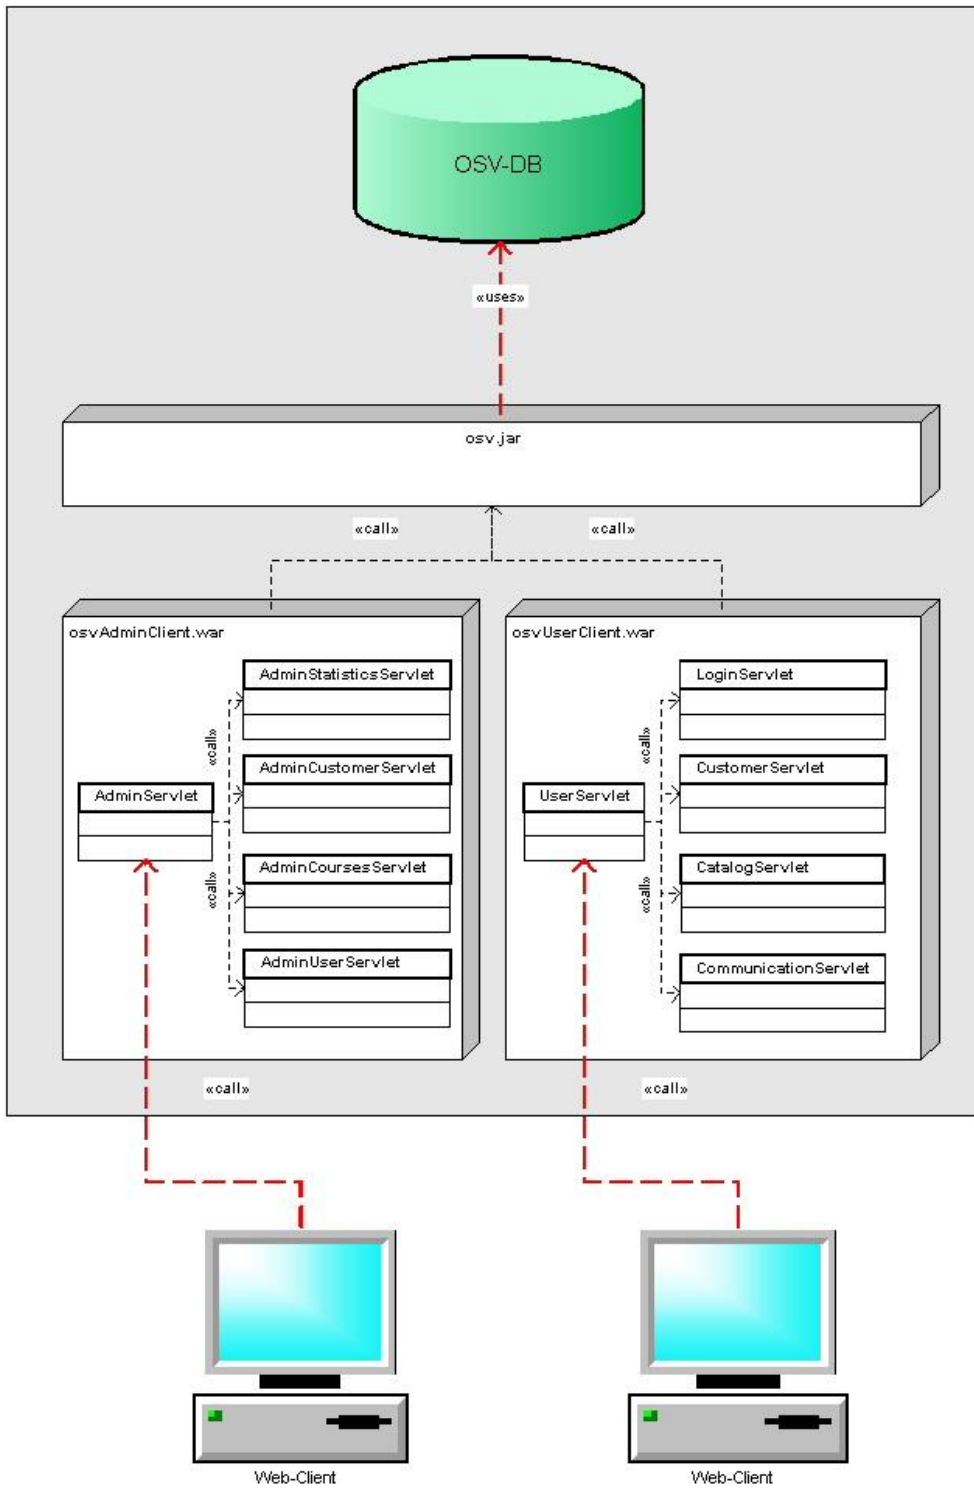 OSV-DB
«uses»
osv.jar
«call»
«call»
osvAdminClient.war
AdminStatisticsServlet
«call»
AdminCustomerServlet
AdminServlet
AdminCoursesServlet
«call»
AdminUserServlet
osvUserClient.war
LoginServlet
«call»
CustomerServlet
UserServlet
CatalogServlet
«call»
CommunicationServlet
«call»
«call»
Web-Client
Web-Client